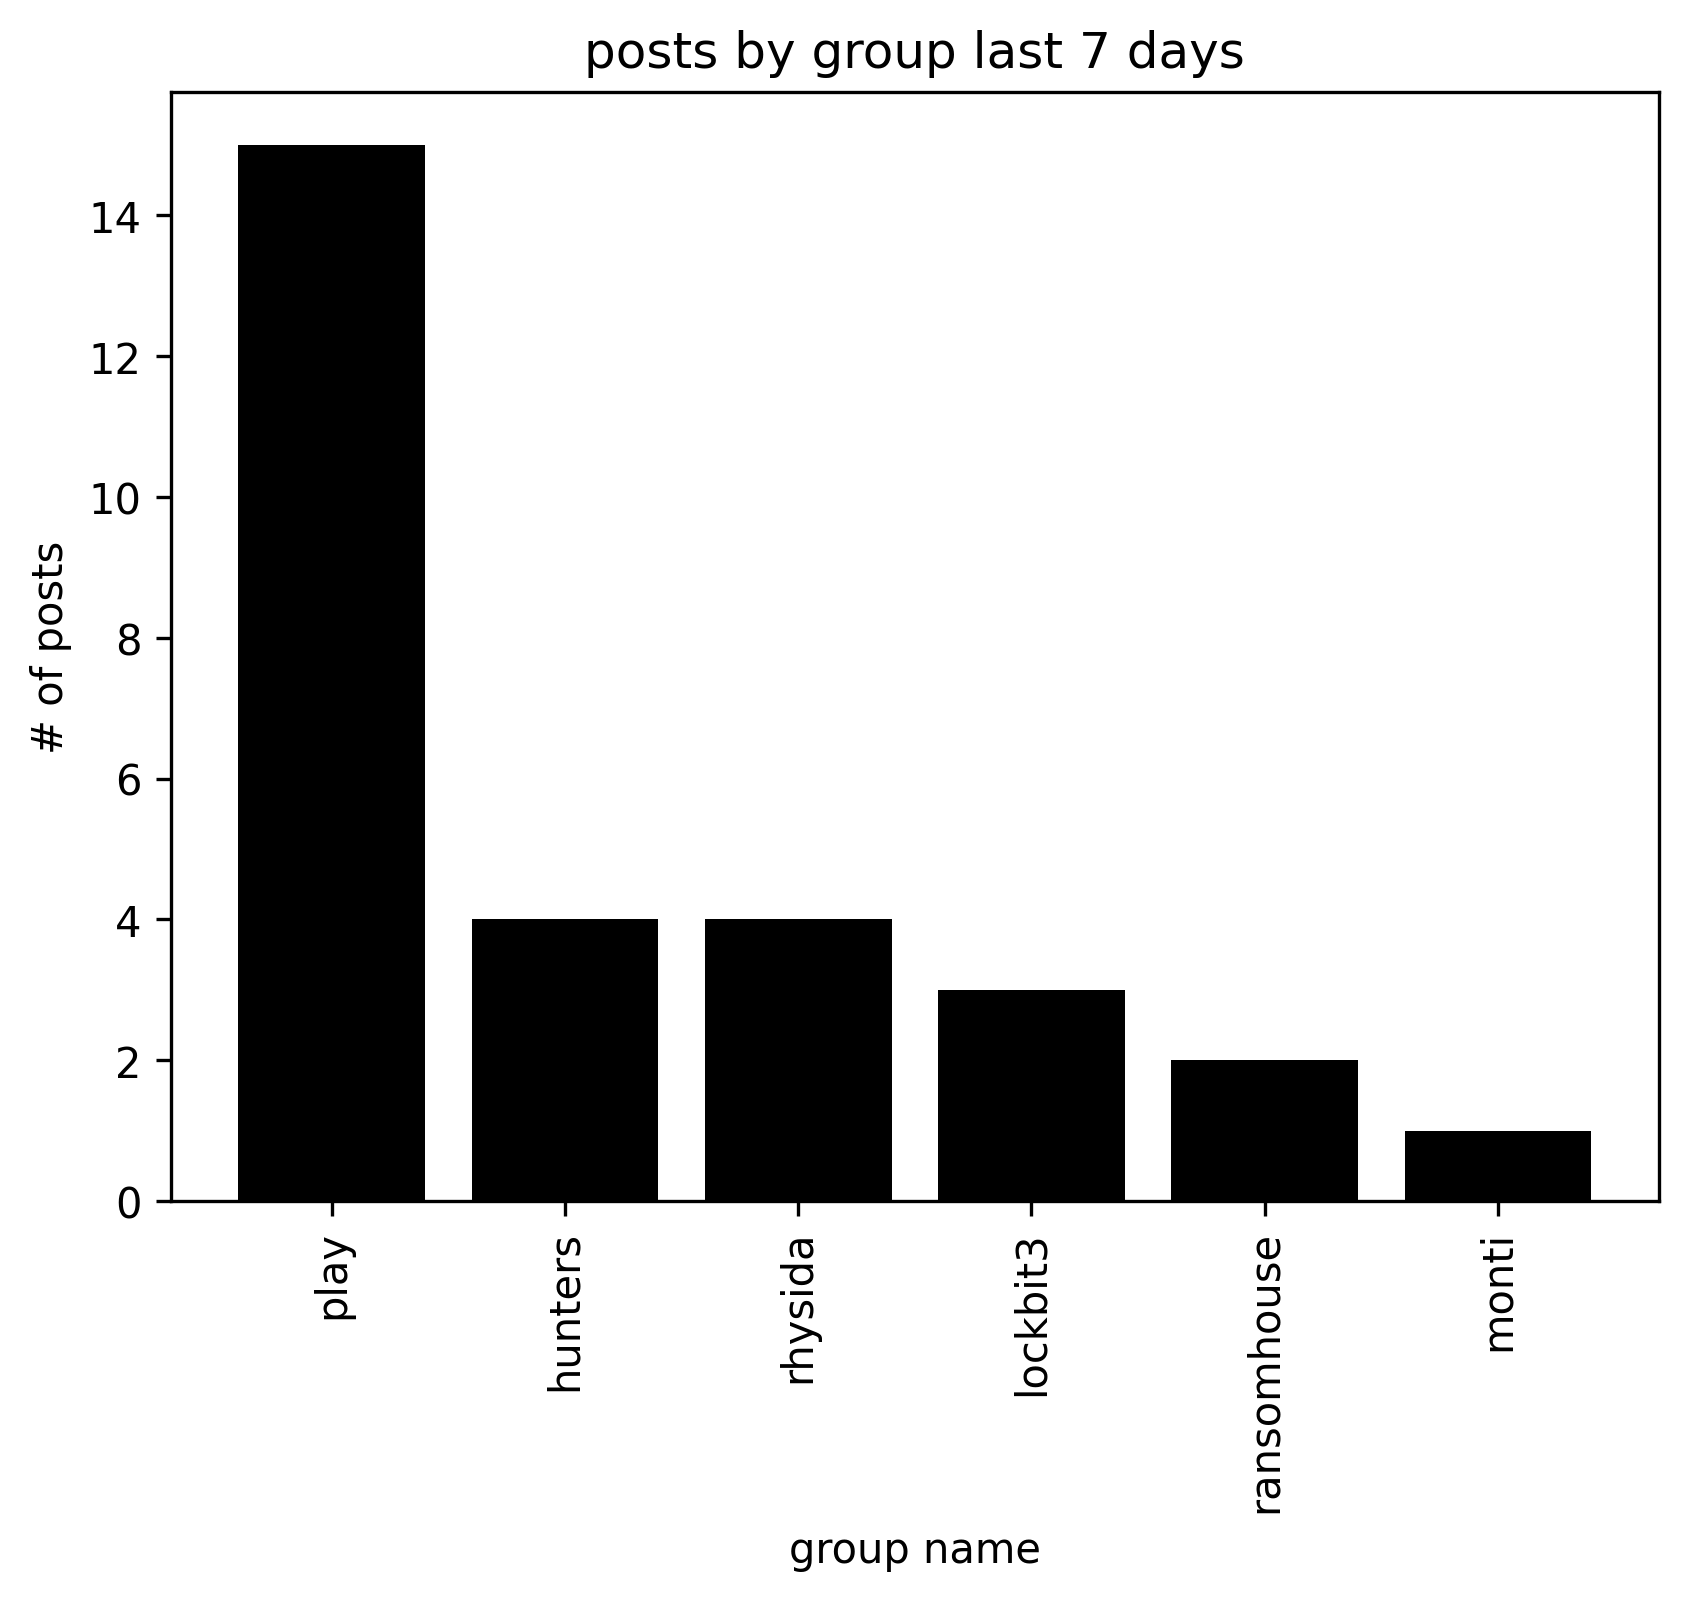 posts by group last 7 days
# of posts
14
12
10
8
6
4
2
0
play
hunters
rhysida
lockbit3
ransomhouse
monti
group name